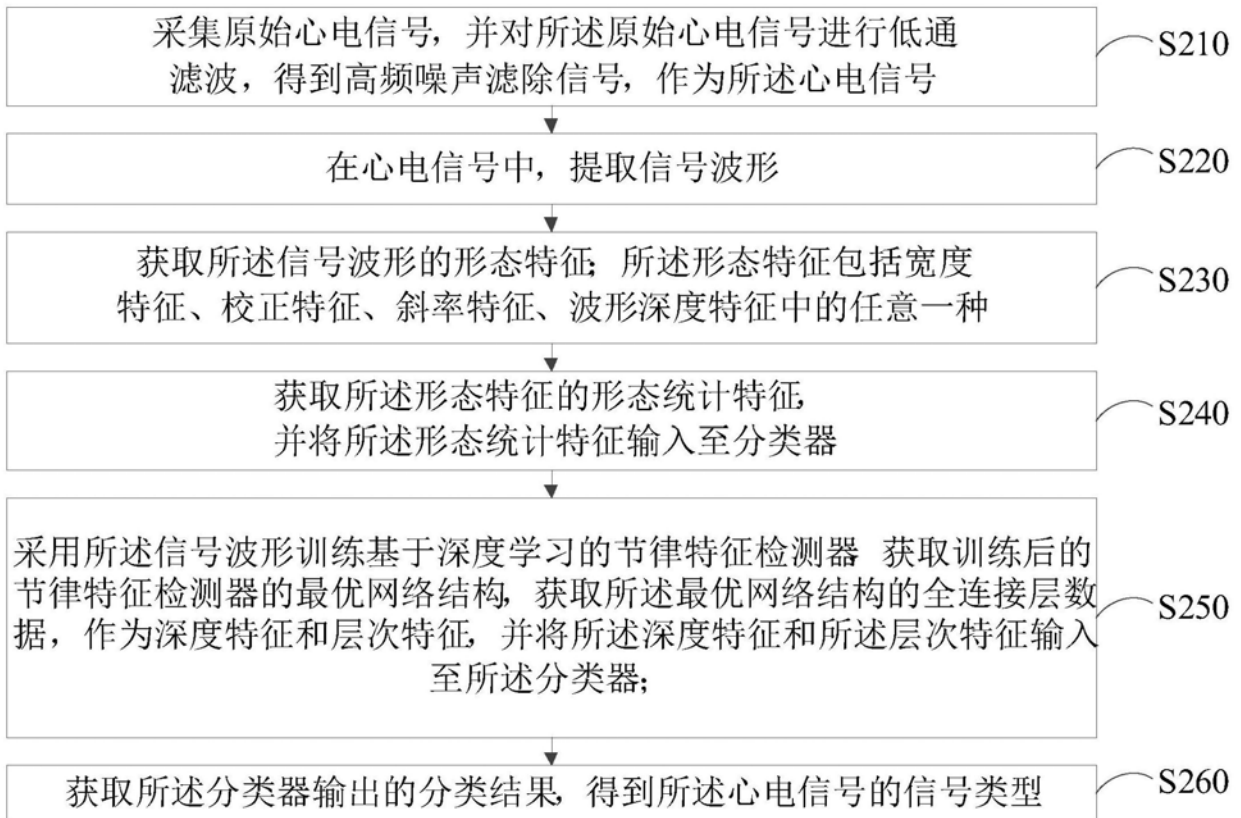 采集原始心电信号，并对所述原始心电信号进行低通
滤波，得到高频噪声滤除信号，作为所述心电信号
S210
在心电信号中，提取信号波形
S220
获取所述信号波形的形态特征；所述形态特征包括宽度
特征、校正特征、斜率特征、波形深度特征中的任意一种
S230
获取所述形态特征的形态统计特征，
并将所述形态统计特征输入至分类器
S240
采用所述信号波形训练基于深度学习的节律特征检测器 获取训练后的
节律特征检测器的最优网络结构，获取所述最优网络结构的全连接层数
据，作为深度特征和层次特征，并将所述深度特征和所述层次特征输入
至所述分类器；
S250
获取所述分类器输出的分类结果，得到所述心电信号的信号类型
S260